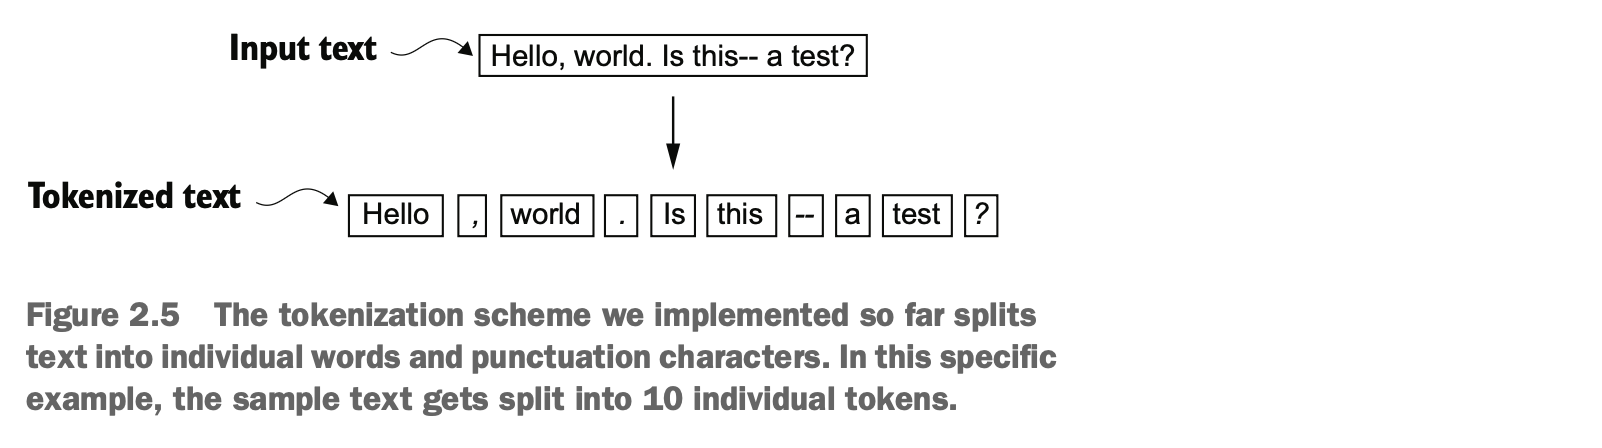 Input text
Hello, world. Is this-- a test?
Tokenized text
Hello , world . Is this -- a test ?
Figure 2.5 The tokenization scheme we implemented so far splits
text into individual words and punctuation characters. In this specific
example, the sample text gets split into 10 individual tokens.